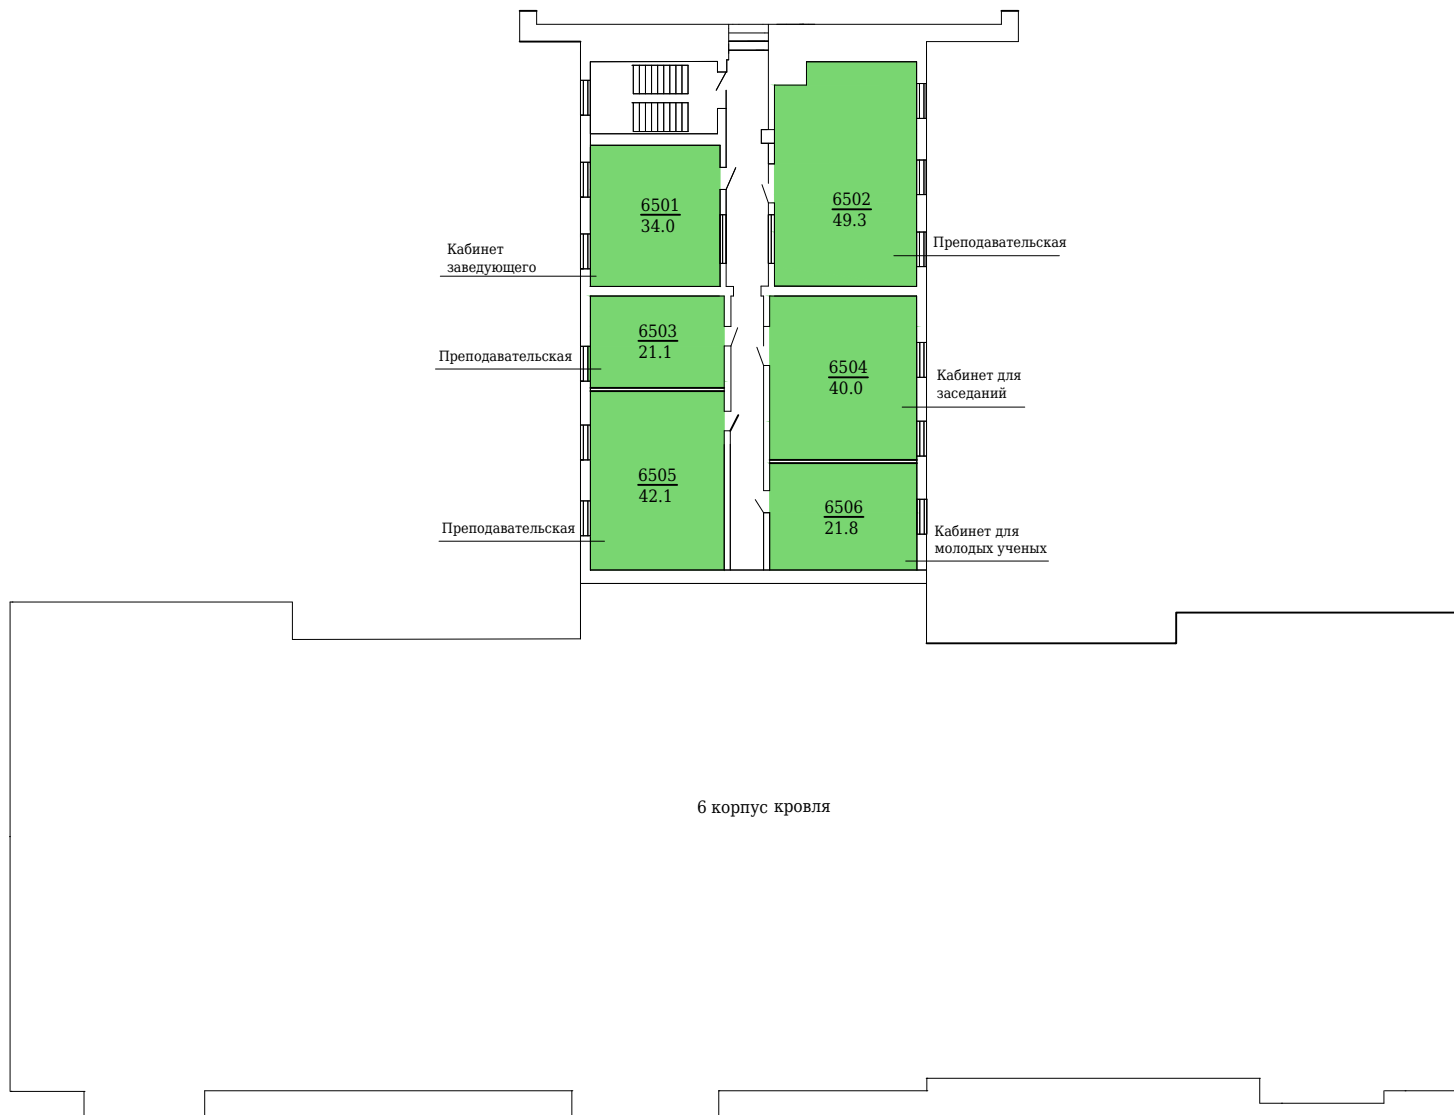 6501
34.0
6502
49.3
Кабинет
заведующего
Преподавательская
6503
21.1
Преподавательская
6504
40.0
Кабинет для
заседаний
6505
42.1
Преподавательская
6506
21.8
Кабинет для
молодых ученых
6 корпус кровля